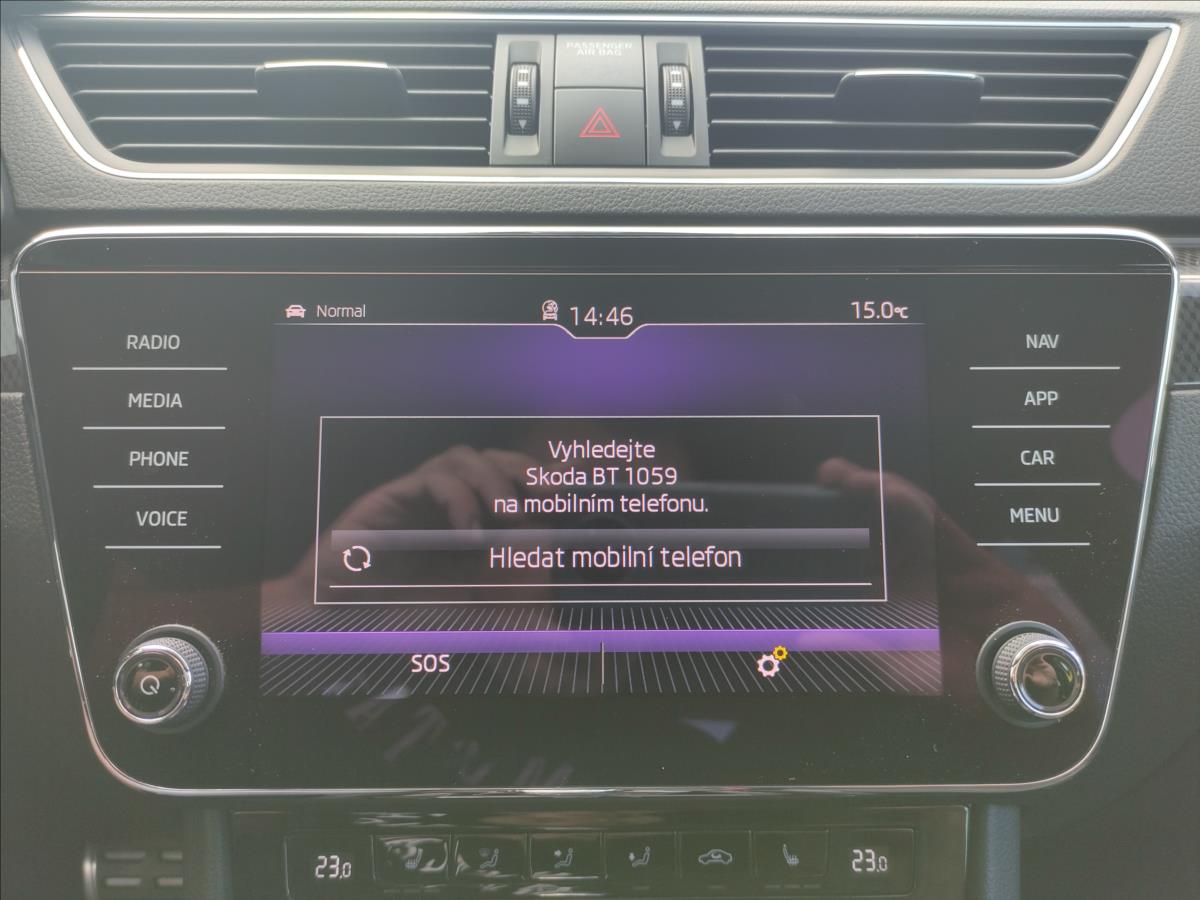 PASSENGER
AIR BAG
Normal
14:46
15.0°C
RADIO
MEDIA
PHONE
VOICE
Vyhledejte
Skoda BT 1059
na mobilním telefonu.
Hledat mobilní telefon
SOS
NAV
APP
CAR
MENU
23.0
23.0